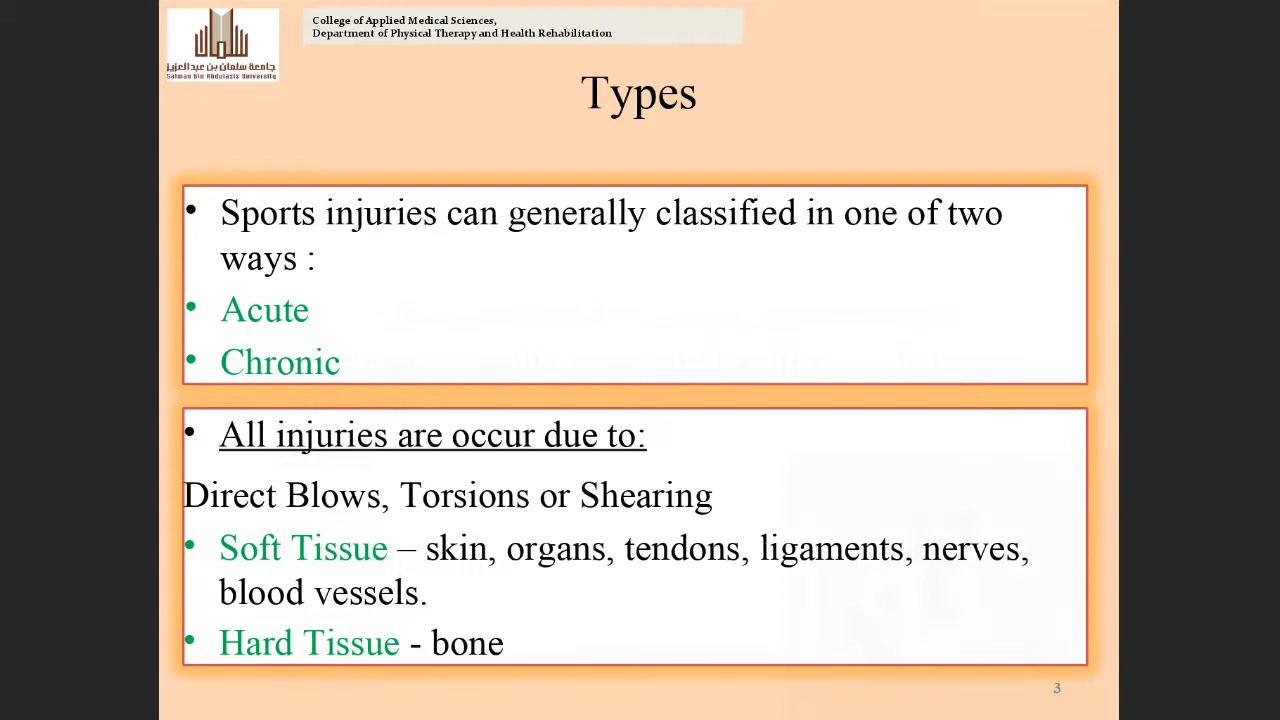 College of Applied Medical Sciences,
Department of Physical Therapy and Health Rehabilitation
جامعة سلمان بن عبدالعزيز
Salman bin Abdulaziz University
Types
• Sports injuries can generally classified in one of two
ways :
• Acute
• Chronic
• All injuries are occur due to:
Direct Blows, Torsions or Shearing
• Soft Tissue – skin, organs, tendons, ligaments, nerves,
blood vessels.
• Hard Tissue - bone
3